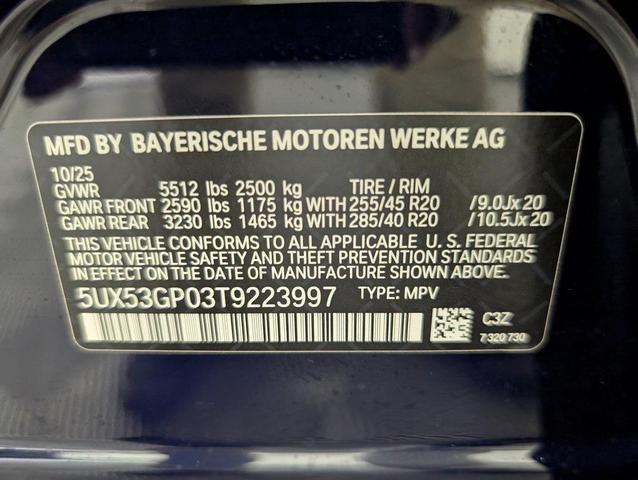 MFD BY BAYERISCHE MOTOREN WERKE AG
10/25
GVWR 5512 lbs 2500 kg TIRE / RIM
GAWR FRONT 2590 lbs 1175 kg WITH 255/45 R20 /9.0Jx20
GAWR REAR 3230 lbs 1465 kg WITH 285/40 R20 /10.5Jx20
THIS VEHICLE CONFORMS TO ALL APPLICABLE U. S. FEDERAL
MOTOR VEHICLE SAFETY AND THEFT PREVENTION STANDARDS
IN EFFECT ON THE DATE OF MANUFACTURE SHOWN ABOVE.
5UX53GP03T9223997 TYPE: MPV
C3Z
7 320 730